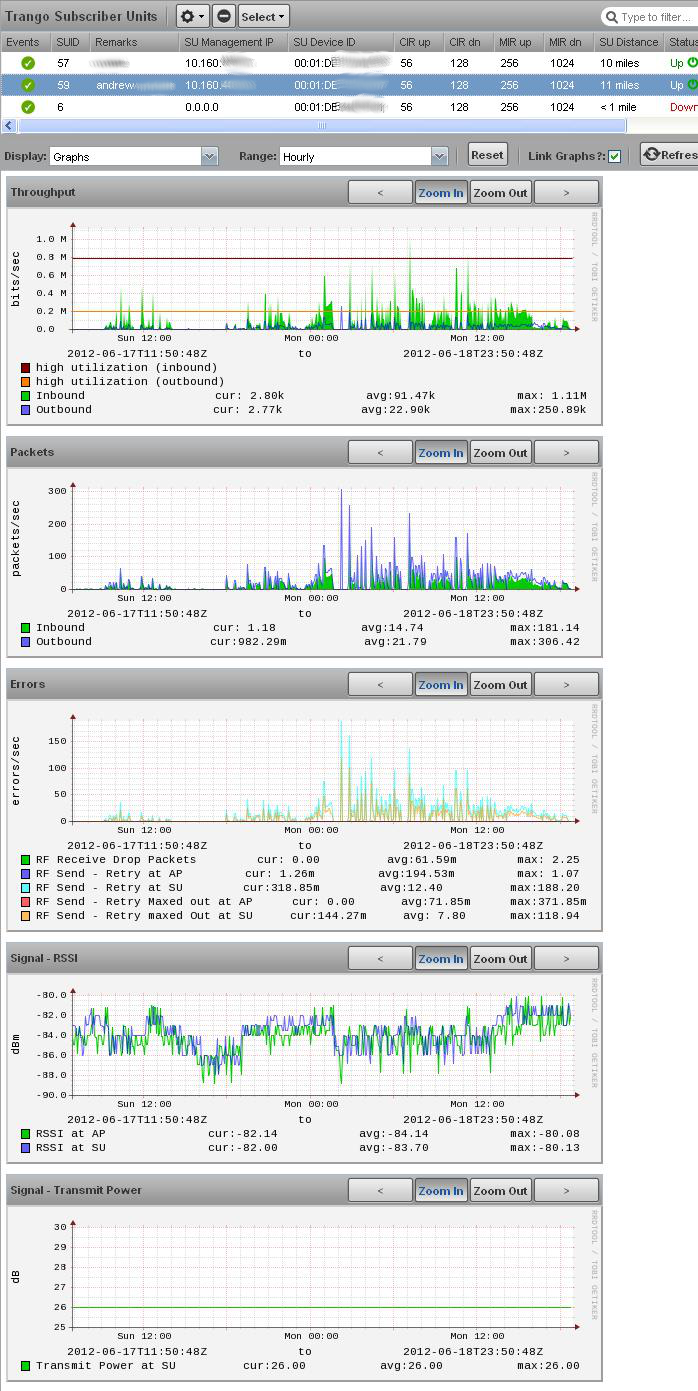 Trango Subscriber Units Select Type to filter...
Events SUID Remarks SU Management IP SU Device ID CIR up CIR dn MIR up MIR dn SU Distance Status
57 10.160. 00:01:D 56 128 256 1024 10 miles Up
59 andrew 10.160. 00:01:DE 56 128 256 1024 11 miles Up
6 0.0.0.0 00:01:DE 56 128 256 1024 < 1 mile Down
Display: Graphs Range: Hourly Reset Link Graphs?: Refres
Throughput < Zoom In Zoom Out >
bits/sec
1.0 M
0.8 M
0.6 M
0.4 M
0.2 M
0.0
RRDTOOL / TOBI OETIKER
Sun 12:00 Mon 00:00 Mon 12:00
2012-06-17T11:50:48Z to 2012-06-18T23:50:48Z
high utilization (inbound)
high utilization (outbound)
Inbound cur: 2.80k avg:91.47k max: 1.11M
Outbound cur: 2.77k avg:22.90k max:250.89k
Packets < Zoom In Zoom Out >
packets/sec
300
200
100
0
RRDTOOL / TOBI OETIKER
Sun 12:00 Mon 00:00 Mon 12:00
2012-06-17T11:50:48Z to 2012-06-18T23:50:48Z
Inbound cur: 1.18 avg:14.74 max:181.14
Outbound cur:982.29m avg:21.79 max:306.42
Errors < Zoom In Zoom Out >
errors/sec
150
100
50
0
RRDTOOL / TOBI OETIKER
Sun 12:00 Mon 00:00 Mon 12:00
2012-06-17T11:50:48Z to 2012-06-18T23:50:48Z
RF Receive Drop Packets cur: 0.00 avg:61.59m max: 2.25
RF Send - Retry at AP cur: 1.26m avg:194.53m max: 1.07
RF Send - Retry at SU cur:318.85m avg:12.40 max:188.20
RF Send - Retry Maxed out at AP cur: 0.00 avg:71.85m max:371.85m
RF Send - Retry maxed Out at SU cur:144.27m avg: 7.80 max:118.94
Signal - RSSI < Zoom In Zoom Out >
dBm
-80.0
-82.0
-84.0
-86.0
-88.0
-90.0
RRDTOOL / TOBI OETIKER
Sun 12:00 Mon 00:00 Mon 12:00
2012-06-17T11:50:48Z to 2012-06-18T23:50:48Z
RSSI at AP cur:-82.14 avg:-84.14 max:-80.08
RSSI at SU cur:-82.00 avg:-83.70 max:-80.13
Signal - Transmit Power < Zoom In Zoom Out >
dB
30
29
28
27
26
25
RRDTOOL / TOBI OETIKER
Sun 12:00 Mon 00:00 Mon 12:00
2012-06-17T11:50:48Z to 2012-06-18T23:50:48Z
Transmit Power at SU cur:26.00 avg:26.00 max:26.00